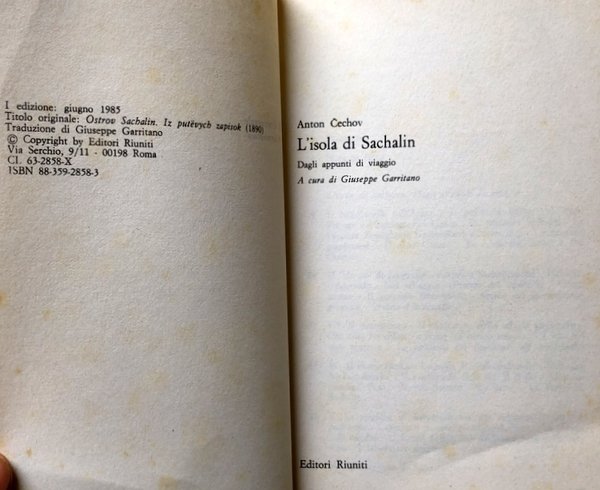 I edizione: giugno 1985
Titolo originale: Ostrov Sachalin. Iz putëvych zapisok (1890)
Traduzione di Giuseppe Garritano
© Copyright by Editori Riuniti
Via Serchio, 9/11 - 00198 Roma
CL 63-2858-X
ISBN 88-359-2858-3
Anton Čechov
L'isola di Sachalin
Dagli appunti di viaggio
A cura di Giuseppe Garritano
Editori Riuniti